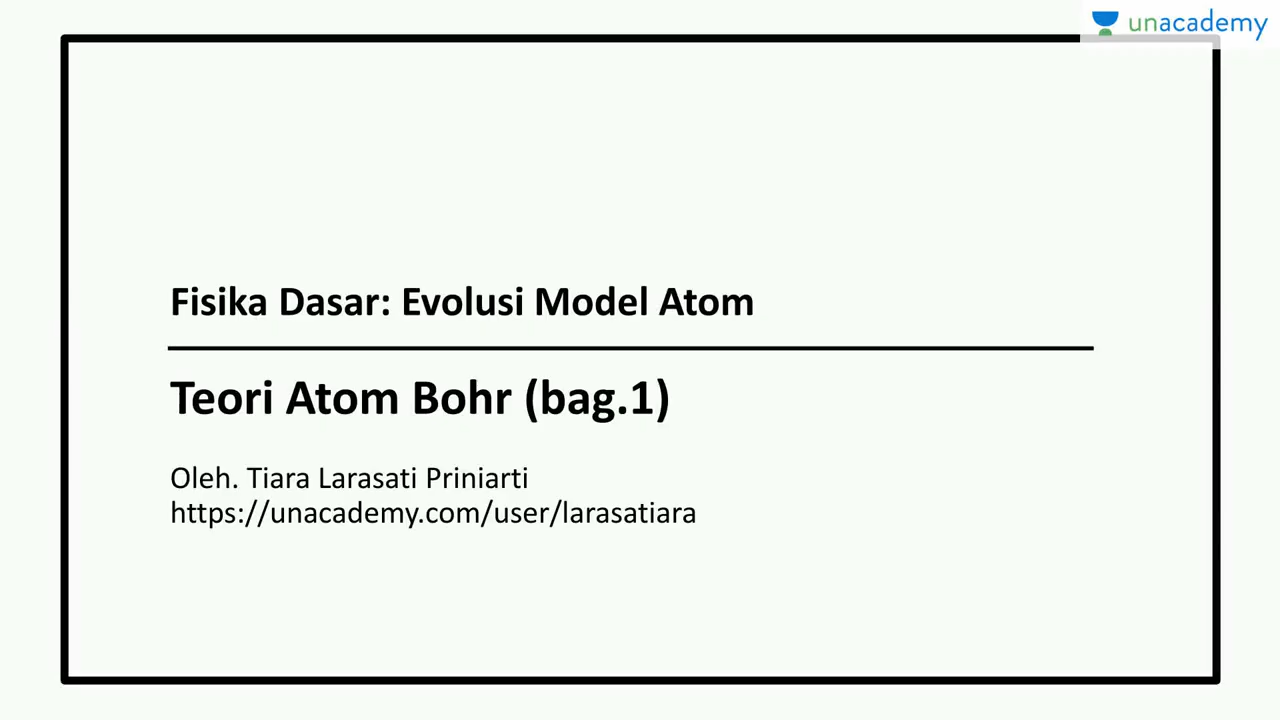 unacademy
Fisika Dasar: Evolusi Model Atom
Teori Atom Bohr (bag.1)
Oleh. Tiara Larasati Priniarti
https://unacademy.com/user/larasatiara